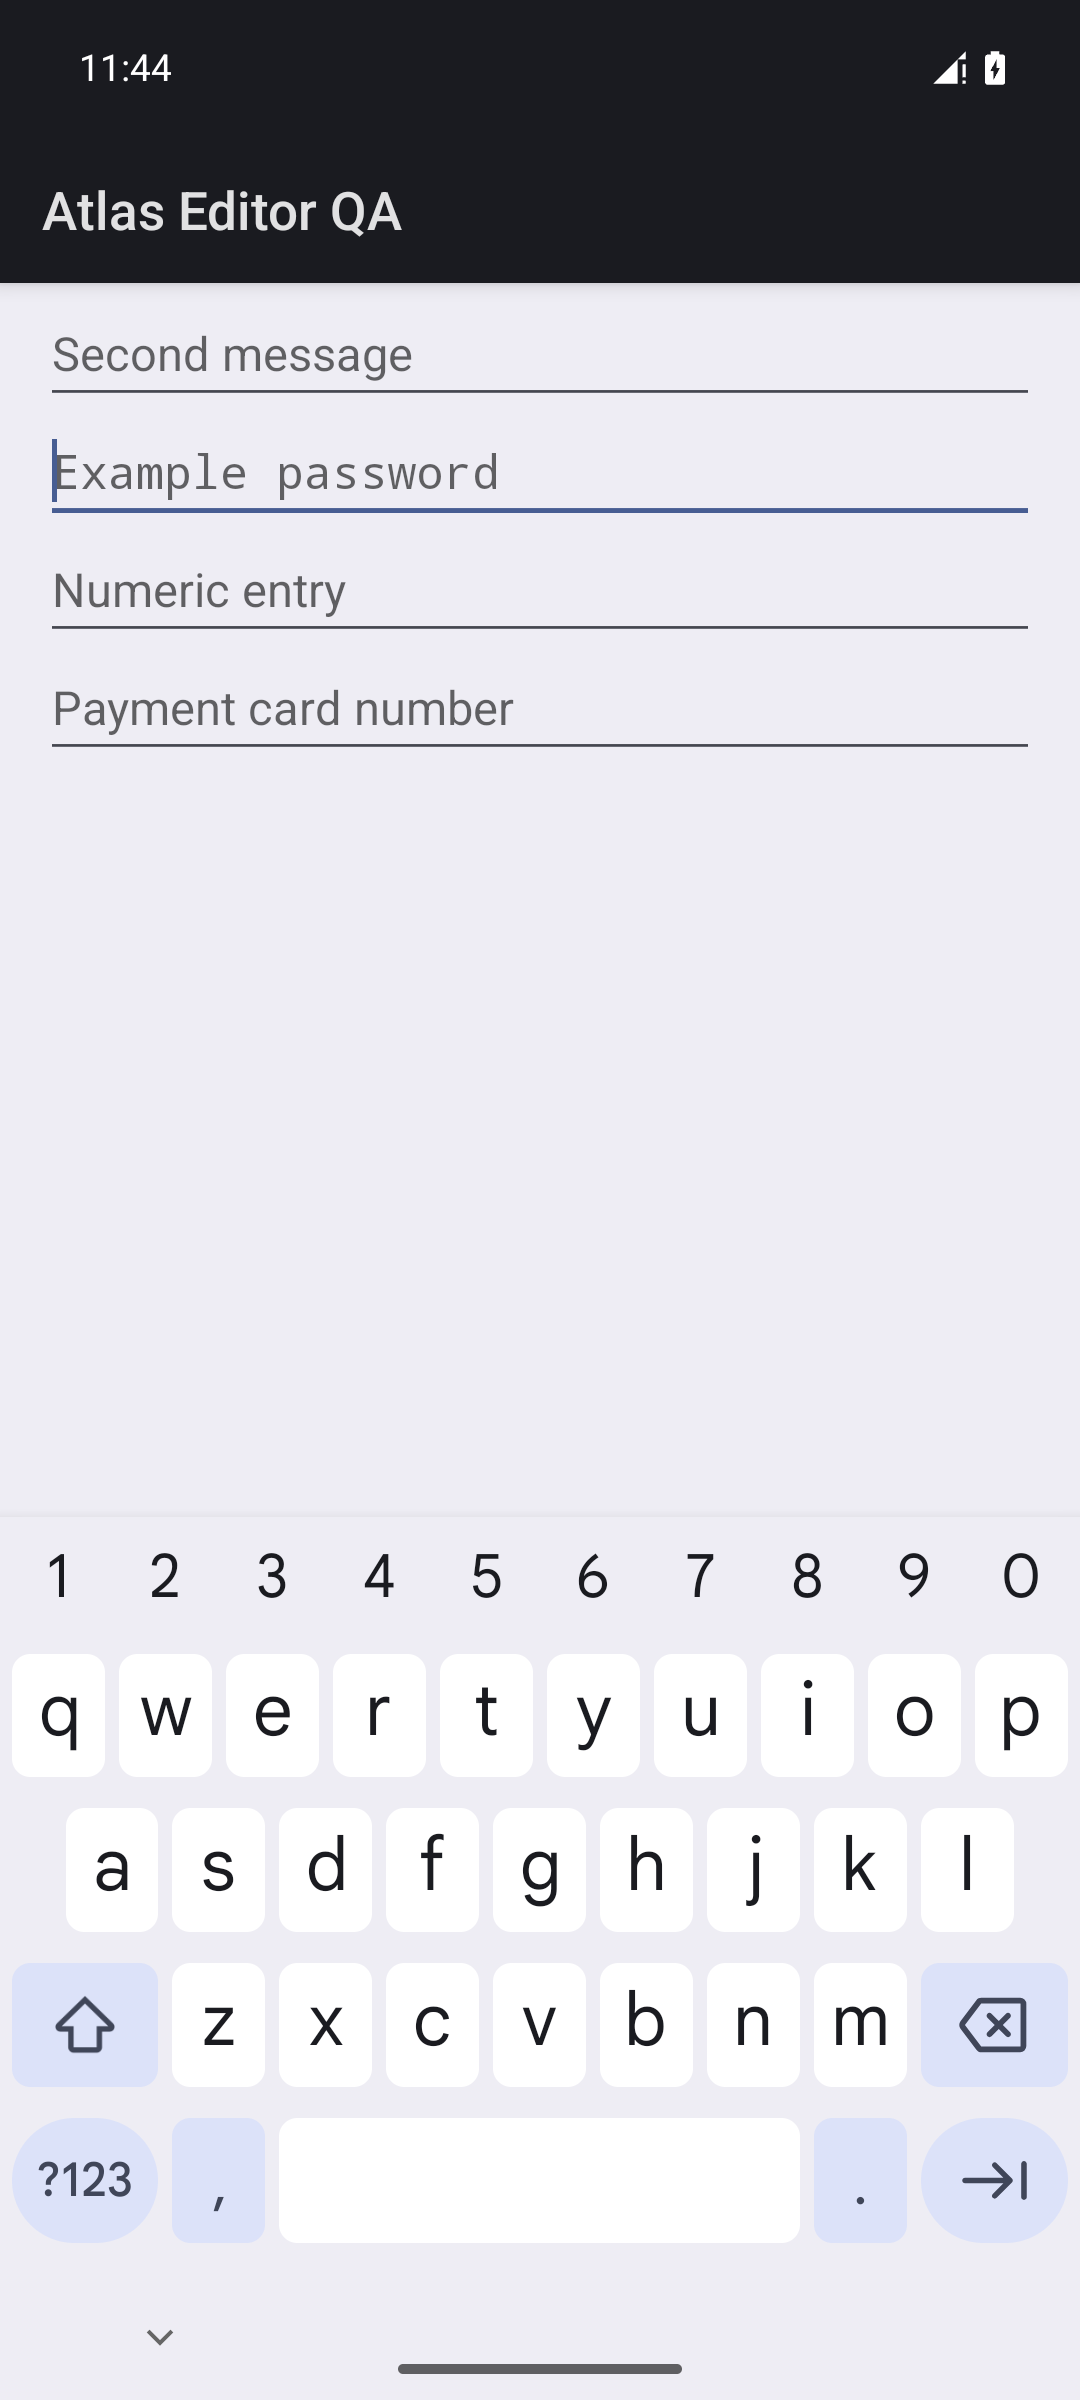 11:44
Atlas Editor QA
Second message
Example password
Numeric entry
Payment card number
1 2 3 4 5 6 7 8 9 0
q w e r t y u i o p
a s d f g h j k l
z x c v b n m
?123 , .